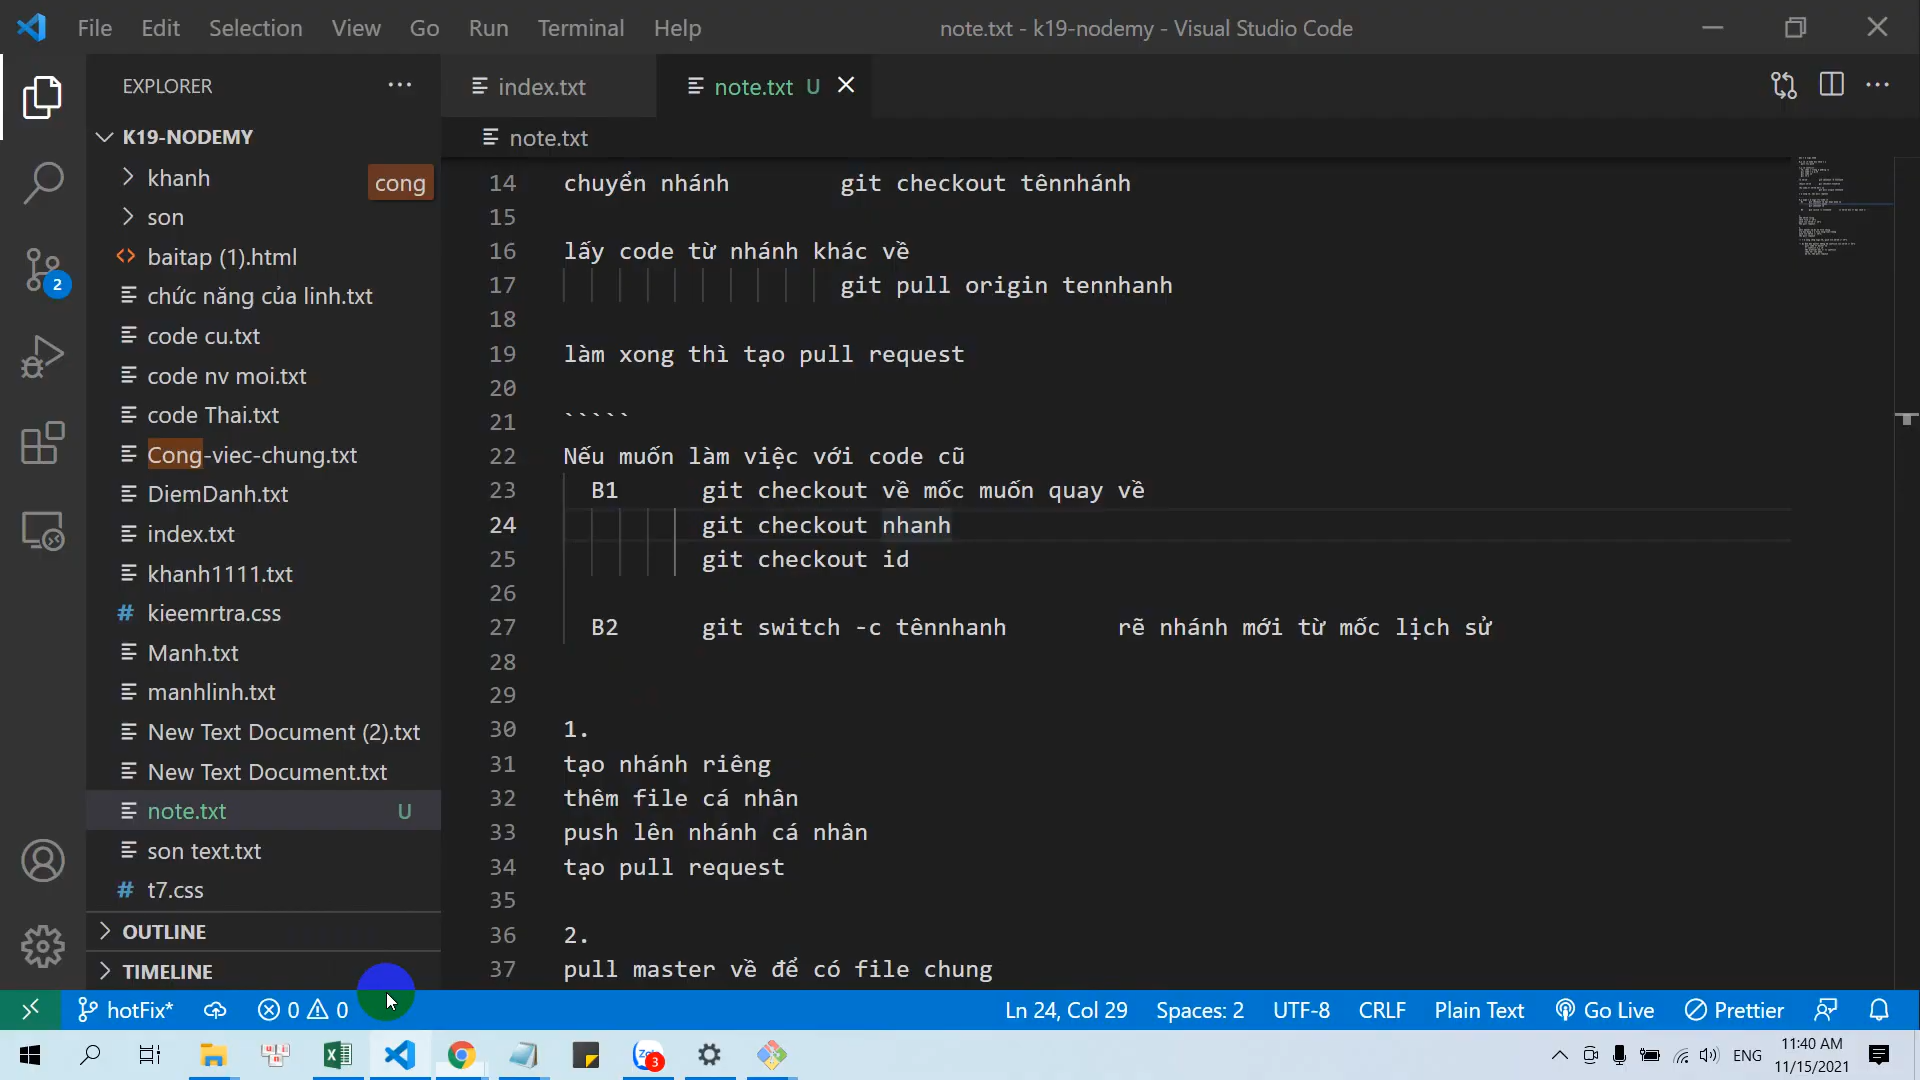 File Edit Selection View Go Run Terminal Help
note.txt - k19-nodemy - Visual Studio Code
EXPLORER
K19-NODEMY
khanh
cong
son
baitap (1).html
chức năng của linh.txt
code cu.txt
code nv moi.txt
code Thai.txt
Cong-viec-chung.txt
DiemDanh.txt
index.txt
khanh1111.txt
kieemrtra.css
Manh.txt
manhlinh.txt
New Text Document (2).txt
New Text Document.txt
note.txt U
son text.txt
t7.css
OUTLINE
TIMELINE
2
index.txt
note.txt U
note.txt
14 chuyển nhánh git checkout tênnhánh
15
16 lấy code từ nhánh khác về
17 git pull origin tennhanh
18
19 làm xong thì tạo pull request
20
21 `````
22 Nếu muốn làm việc với code cũ
23 B1 git checkout về mốc muốn quay về
24 git checkout nhanh
25 git checkout id
26
27 B2 git switch -c tênnhanh rẽ nhánh mới từ mốc lịch sử
28
29
30 1.
31 tạo nhánh riêng
32 thêm file cá nhân
33 push lên nhánh cá nhân
34 tạo pull request
35
36 2.
37 pull master về để có file chung
hotFix* 0 0
Ln 24, Col 29 Spaces: 2 UTF-8 CRLF Plain Text Go Live Prettier
3
ENG
11:40 AM
11/15/2021